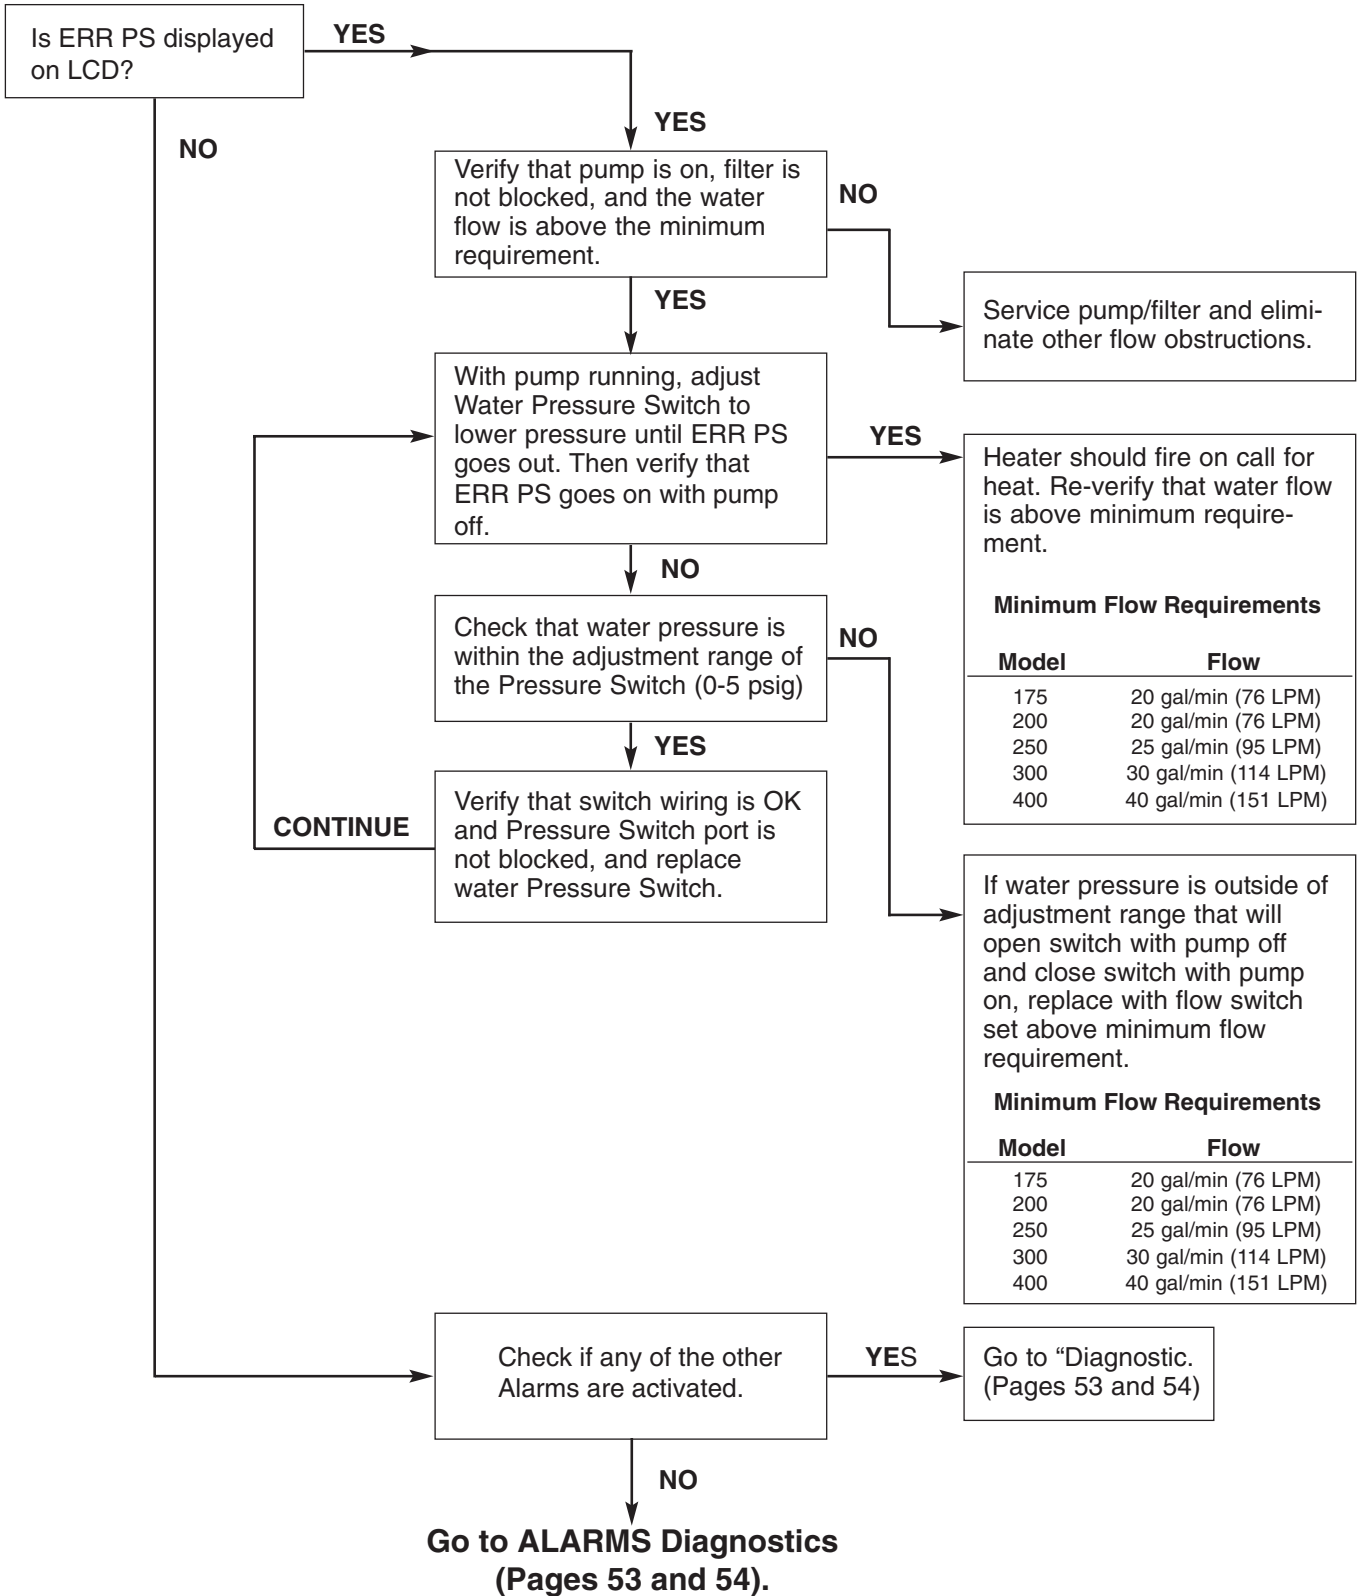 Is ERR PS displayed
on LCD?
YES
NO
YES
Verify that pump is on, filter is
not blocked, and the water
flow is above the minimum
requirement.
NO
YES
Service pump/filter and elimi-
nate other flow obstructions.
With pump running, adjust
Water Pressure Switch to
lower pressure until ERR PS
goes out. Then verify that
ERR PS goes on with pump
off.
YES
Heater should fire on call for
heat. Re-verify that water flow
is above minimum require-
ment.
Minimum Flow Requirements
Model Flow
175 20 gal/min (76 LPM)
200 20 gal/min (76 LPM)
250 25 gal/min (95 LPM)
300 30 gal/min (114 LPM)
400 40 gal/min (151 LPM)
NO
Check that water pressure is
within the adjustment range of
the Pressure Switch (0-5 psig)
NO
YES
Verify that switch wiring is OK
and Pressure Switch port is
not blocked, and replace
water Pressure Switch.
CONTINUE
If water pressure is outside of
adjustment range that will
open switch with pump off
and close switch with pump
on, replace with flow switch
set above minimum flow
requirement.
Minimum Flow Requirements
Model Flow
175 20 gal/min (76 LPM)
200 20 gal/min (76 LPM)
250 25 gal/min (95 LPM)
300 30 gal/min (114 LPM)
400 40 gal/min (151 LPM)
Check if any of the other
Alarms are activated.
YES
Go to “Diagnostic.
(Pages 53 and 54)
NO
Go to ALARMS Diagnostics
(Pages 53 and 54).